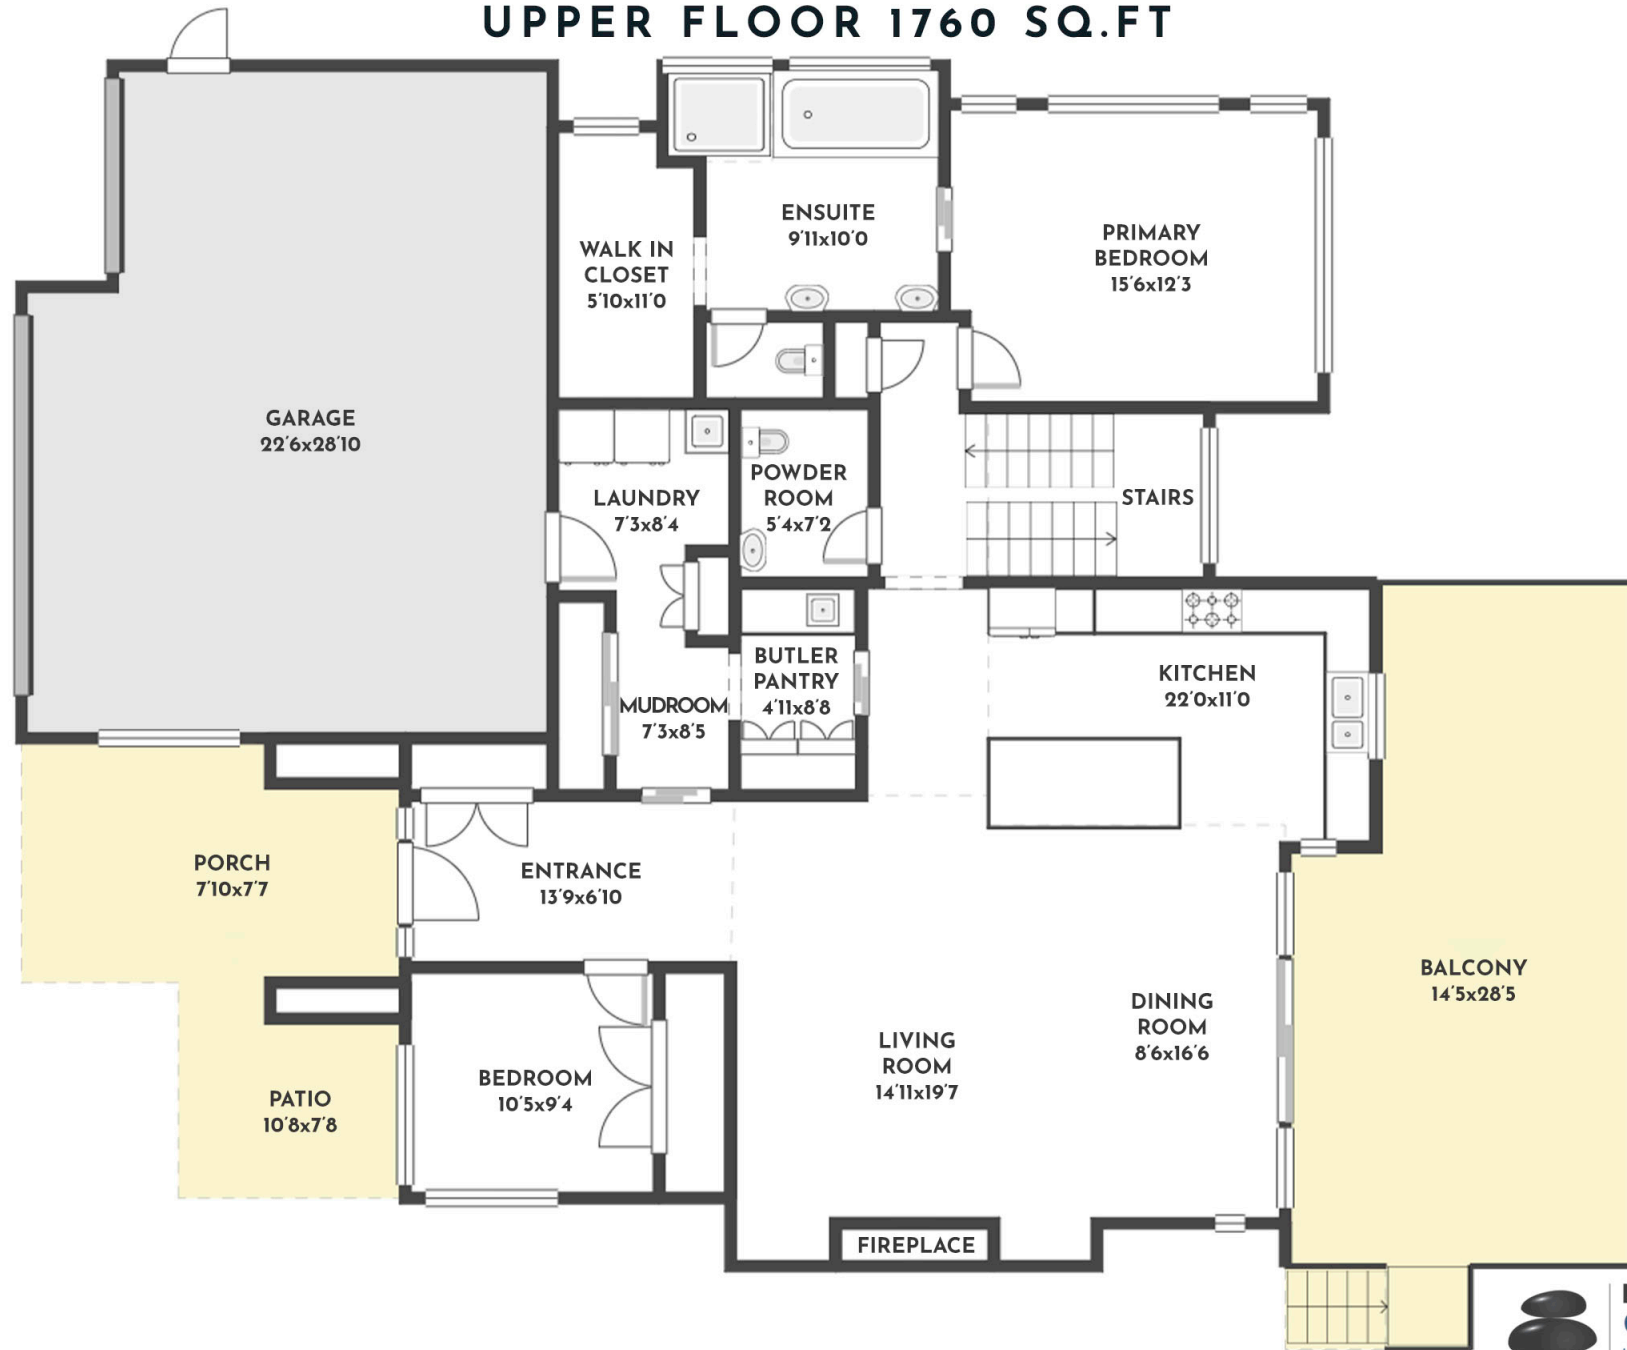 UPPER FLOOR 1760 SQ.FT
ENSUITE
9'11x10'0
WALK IN
CLOSET
5'10x11'0
PRIMARY
BEDROOM
15'6x12'3
GARAGE
22'6x28'10
LAUNDRY
7'3x8'4
POWDER
ROOM
5'4x7'2
STAIRS
BUTLER
PANTRY
4'11x8'8
KITCHEN
22'0x11'0
MUDROOM
7'3x8'5
PORCH
7'10x7'7
ENTRANCE
13'9x6'10
BALCONY
14'5x28'5
DINING
ROOM
8'6x16'6
LIVING
ROOM
14'11x19'7
BEDROOM
10'5x9'4
PATIO
10'8x7'8
FIREPLACE